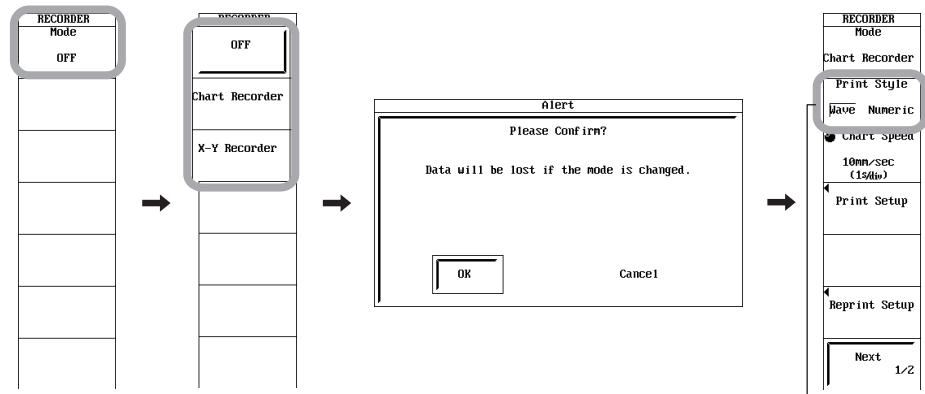 RECORDER
Mode
OFF
RECORDER
OFF
Chart Recorder
X-Y Recorder
Alert
Please Confirm?
Data will be lost if the mode is changed.
OK
Cancel
RECORDER
Mode
Chart Recorder
Print Style
Wave Numeric
Chart Speed
10mm/sec
(1s/div)
Print Setup
Reprint Setup
Next
1/2